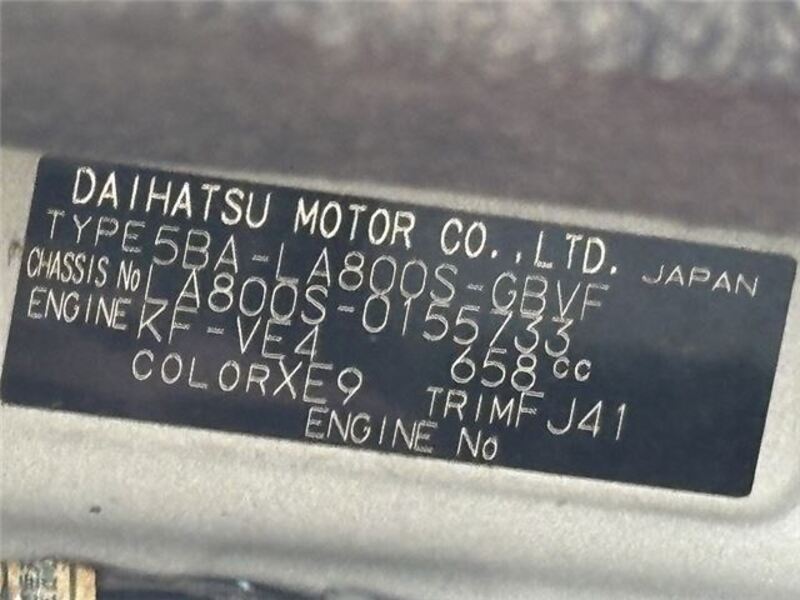 DAIHATSU MOTOR CO.,LTD. JAPAN
TYPE 5BA-LA800S-GBVF
CHASSIS No LA800S-0155733
ENGINE KF-VE4 658cc
COLOR XE9 TRIM FJ41
ENGINE No